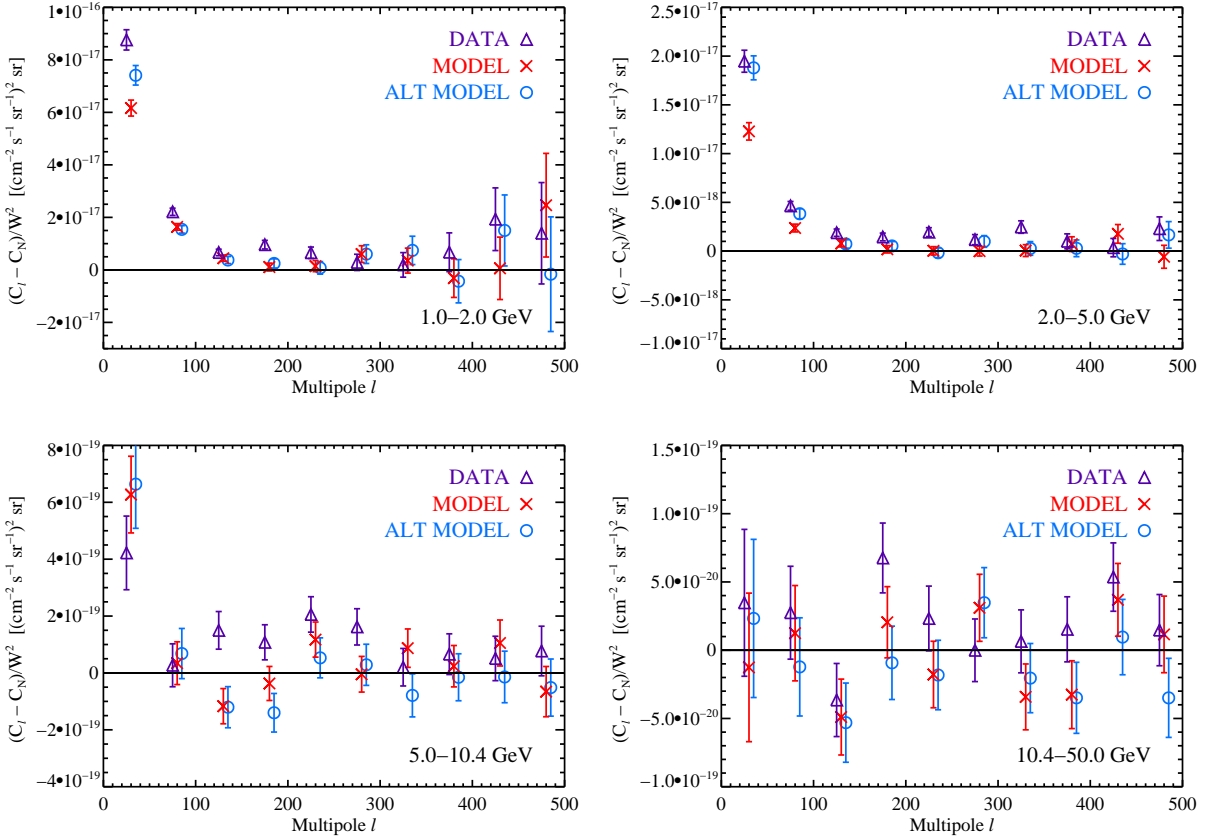 1•10⁻¹⁶
8•10⁻¹⁷
6•10⁻¹⁷
4•10⁻¹⁷
2•10⁻¹⁷
0
−2•10⁻¹⁷
(C_l − C_N)/W² [(cm⁻² s⁻¹ sr⁻¹)² sr]
DATA
MODEL
ALT MODEL
1.0−2.0 GeV
0 100 200 300 400 500
Multipole l
2.5•10⁻¹⁷
2.0•10⁻¹⁷
1.5•10⁻¹⁷
1.0•10⁻¹⁷
5.0•10⁻¹⁸
0
−5.0•10⁻¹⁸
−1.0•10⁻¹⁷
(C_l − C_N)/W² [(cm⁻² s⁻¹ sr⁻¹)² sr]
DATA
MODEL
ALT MODEL
2.0−5.0 GeV
0 100 200 300 400 500
Multipole l
8•10⁻¹⁹
6•10⁻¹⁹
4•10⁻¹⁹
2•10⁻¹⁹
0
−2•10⁻¹⁹
−4•10⁻¹⁹
(C_l − C_N)/W² [(cm⁻² s⁻¹ sr⁻¹)² sr]
DATA
MODEL
ALT MODEL
5.0−10.4 GeV
0 100 200 300 400 500
Multipole l
1.5•10⁻¹⁹
1.0•10⁻¹⁹
5.0•10⁻²⁰
0
−5.0•10⁻²⁰
−1.0•10⁻¹⁹
(C_l − C_N)/W² [(cm⁻² s⁻¹ sr⁻¹)² sr]
DATA
MODEL
ALT MODEL
10.4−50.0 GeV
0 100 200 300 400 500
Multipole l